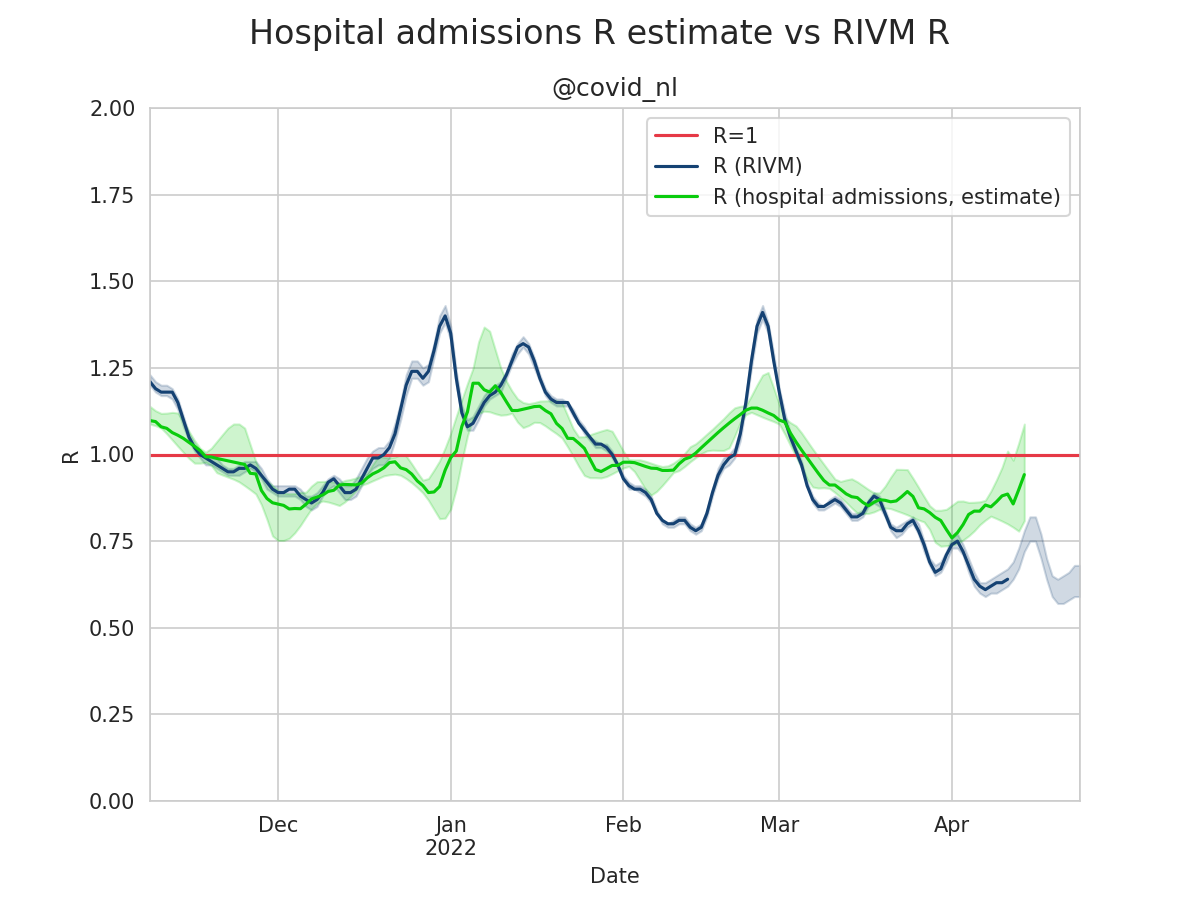 Hospital admissions R estimate vs RIVM R
@covid_nl
R=1
R (RIVM)
R (hospital admissions, estimate)
2.00
1.75
1.50
1.25
1.00
0.75
0.50
0.25
0.00
R
Dec
Jan
2022
Feb
Mar
Apr
Date